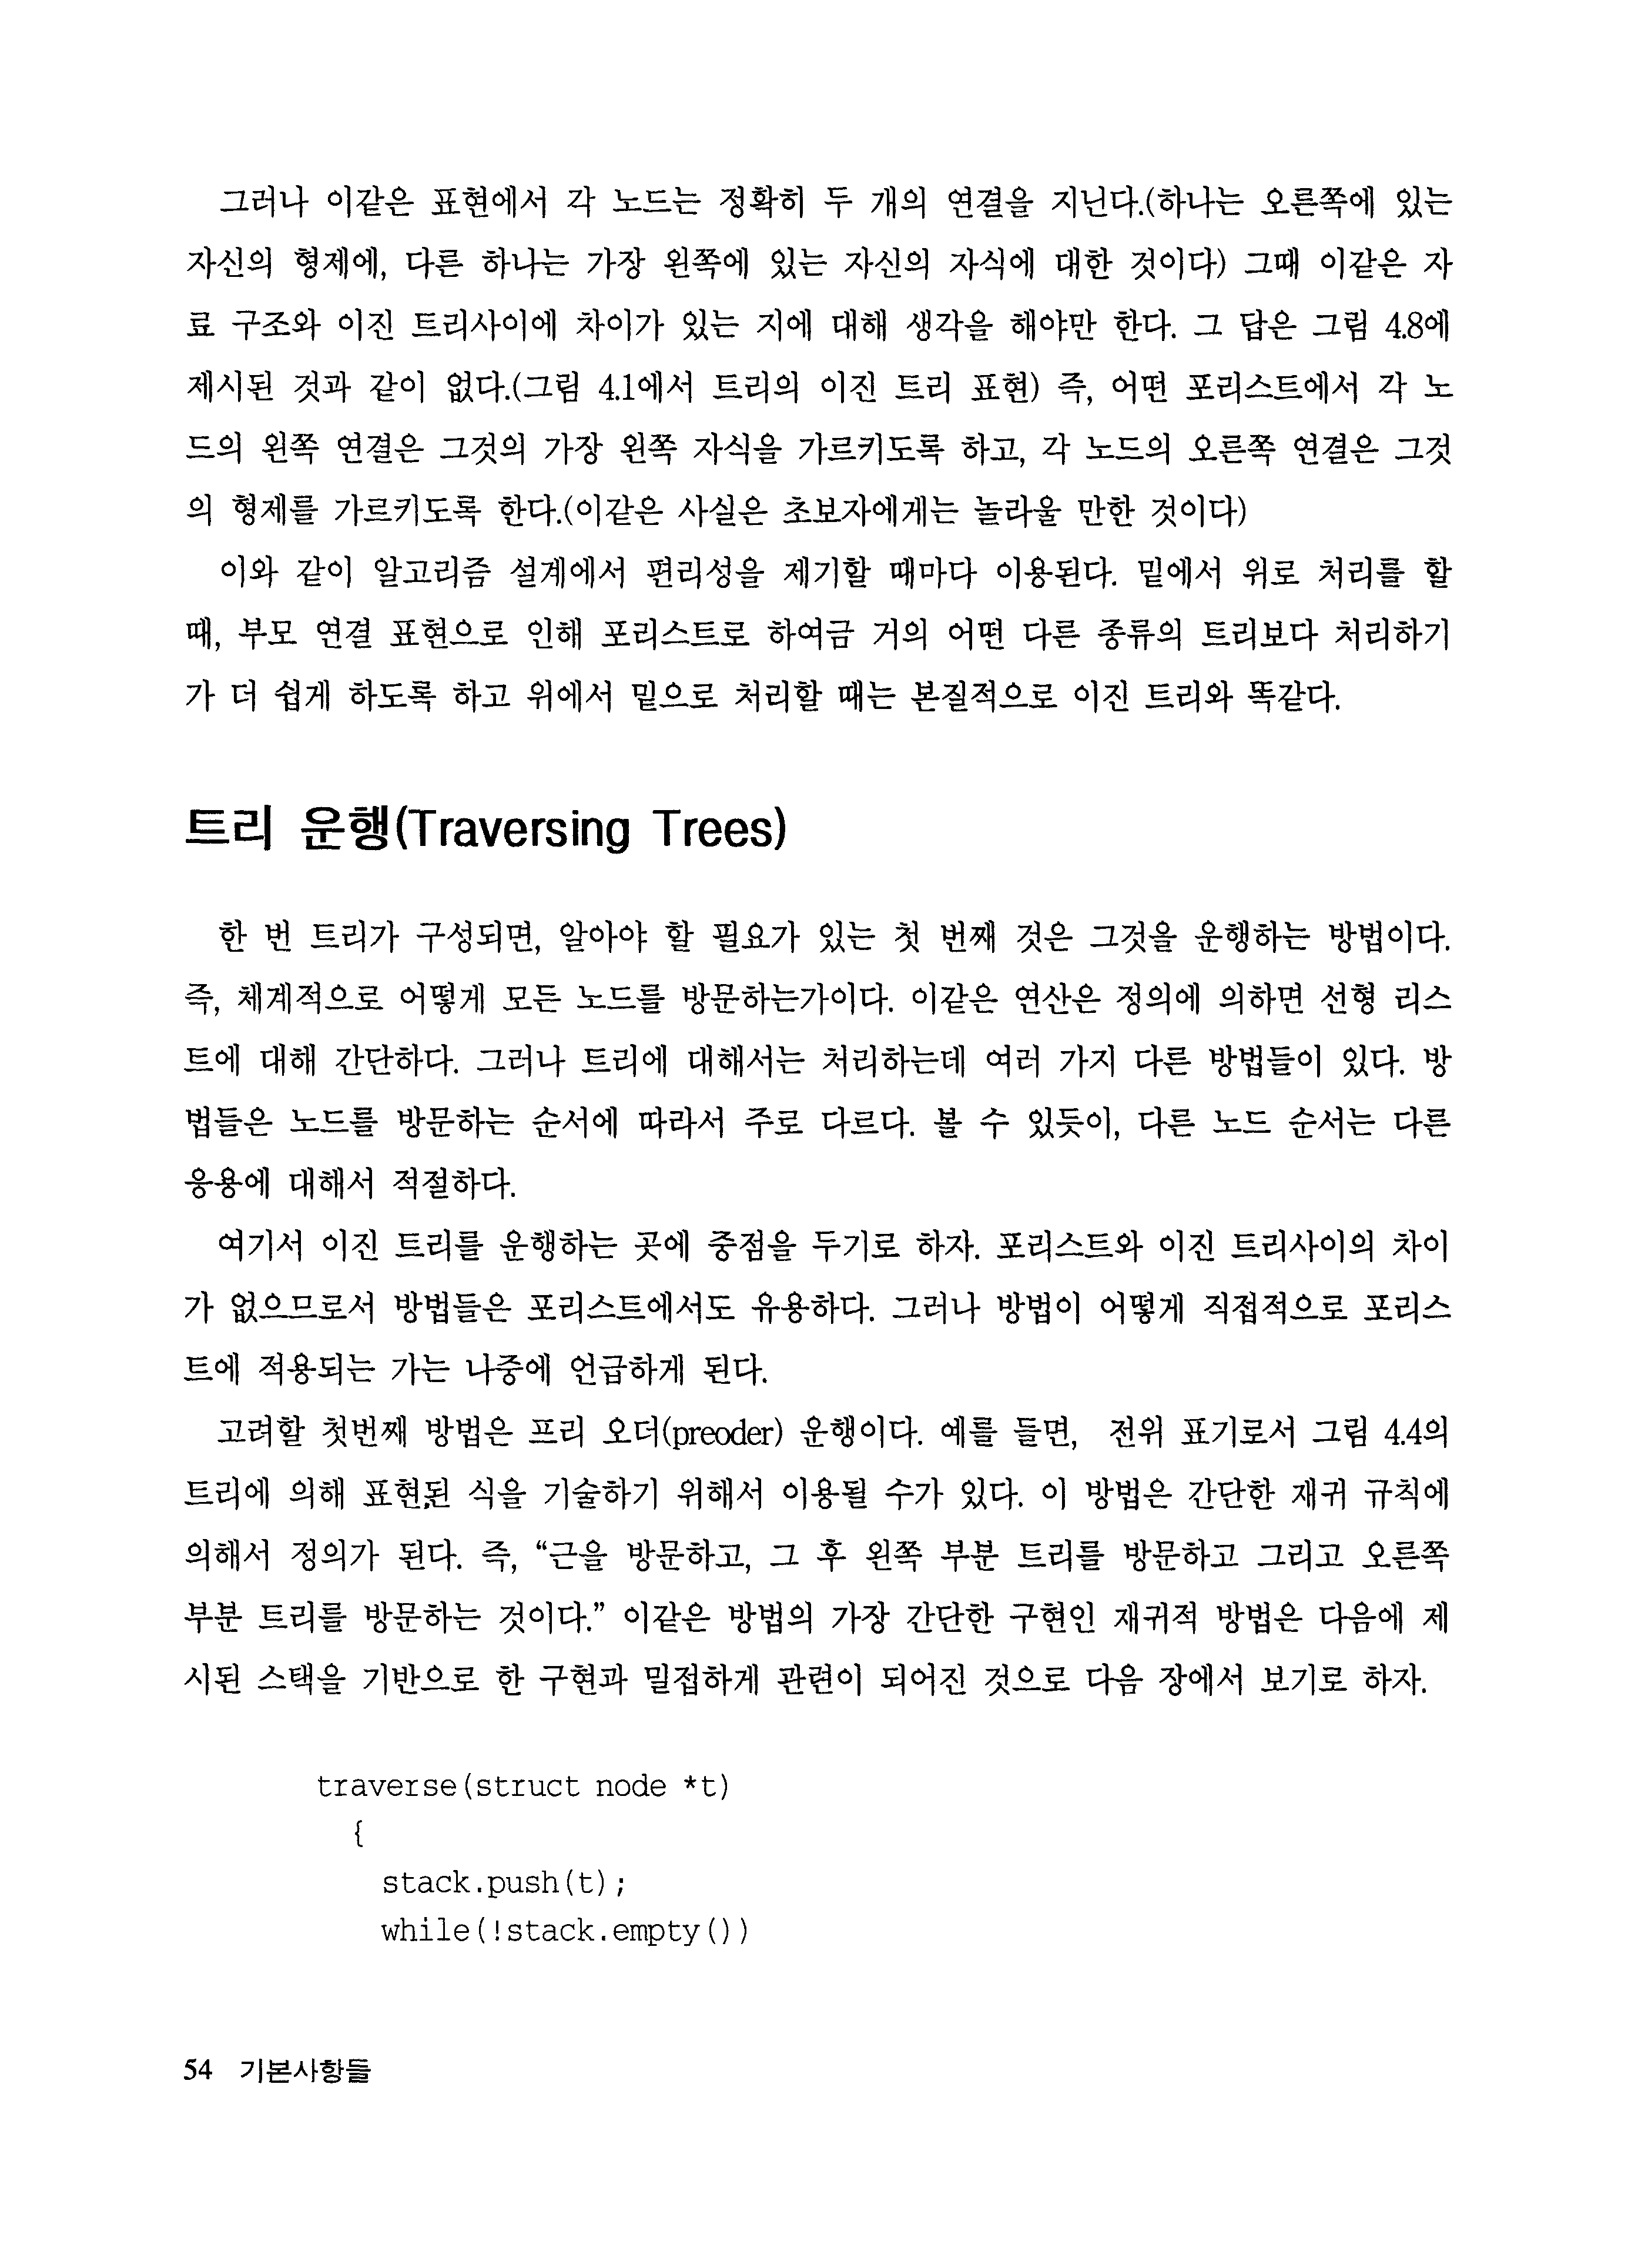 그러나 이같은 표현에서 각 노드는 정확히 두 개의 연결을 지닌다.(하나는 오른쪽에 있는
자신의 형제에, 다른 하나는 가장 왼쪽에 있는 자신의 자식에 대한 것이다) 그때 이같은 자
료 구조와 이진 트리사이에 차이가 있는 지에 대해 생각을 해야만 한다. 그 답은 그림 4.8에
제시된 것과 같이 없다.(그림 4.1에서 트리의 이진 트리 표현) 즉, 어떤 포리스트에서 각 노
드의 왼쪽 연결은 그것의 가장 왼쪽 자식을 가르키도록 하고, 각 노드의 오른쪽 연결은 그것
의 형제를 가르키도록 한다.(이같은 사실은 초보자에게는 놀라울 만한 것이다)
이와 같이 알고리즘 설계에서 편리성을 제기할 때마다 이용된다. 밑에서 위로 처리를 할
때, 부모 연결 표현으로 인해 포리스트로 하여금 거의 어떤 다른 종류의 트리보다 처리하기
가 더 쉽게 하도록 하고 위에서 밑으로 처리할 때는 본질적으로 이진 트리와 똑같다.
트리 운행(Traversing Trees)
한 번 트리가 구성되면, 알아야 할 필요가 있는 첫 번째 것은 그것을 운행하는 방법이다.
즉, 체계적으로 어떻게 모든 노드를 방문하는가이다. 이같은 연산은 정의에 의하면 선형 리스
트에 대해 간단하다. 그러나 트리에 대해서는 처리하는데 여러 가지 다른 방법들이 있다. 방
법들은 노드를 방문하는 순서에 따라서 주로 다르다. 볼 수 있듯이, 다른 노드 순서는 다른
응용에 대해서 적절하다.
여기서 이진 트리를 운행하는 곳에 중점을 두기로 하자. 포리스트와 이진 트리사이의 차이
가 없으므로서 방법들은 포리스트에서도 유용하다. 그러나 방법이 어떻게 직접적으로 포리스
트에 적용되는 가는 나중에 언급하게 된다.
고려할 첫번째 방법은 프리 오더(preoder) 운행이다. 예를 들면, 전위 표기로서 그림 4.4의
트리에 의해 표현된 식을 기술하기 위해서 이용될 수가 있다. 이 방법은 간단한 재귀 규칙에
의해서 정의가 된다. 즉, “근을 방문하고, 그 후 왼쪽 부분 트리를 방문하고 그리고 오른쪽
부분 트리를 방문하는 것이다.” 이같은 방법의 가장 간단한 구현인 재귀적 방법은 다음에 제
시된 스택을 기반으로 한 구현과 밀접하게 관련이 되어진 것으로 다음 장에서 보기로 하자.
traverse(struct node *t)
{
stack.push(t);
while(!stack.empty())
54 기본사항들